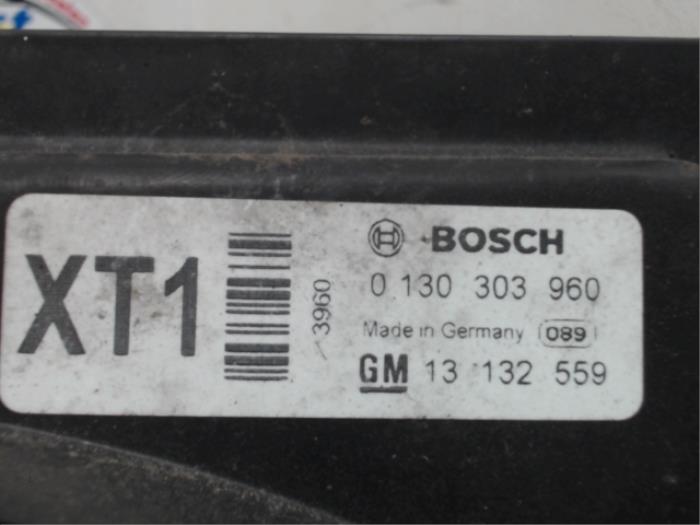 XT1
3960
BOSCH
0 130 303 960
Made in Germany 089
GM 13 132 559